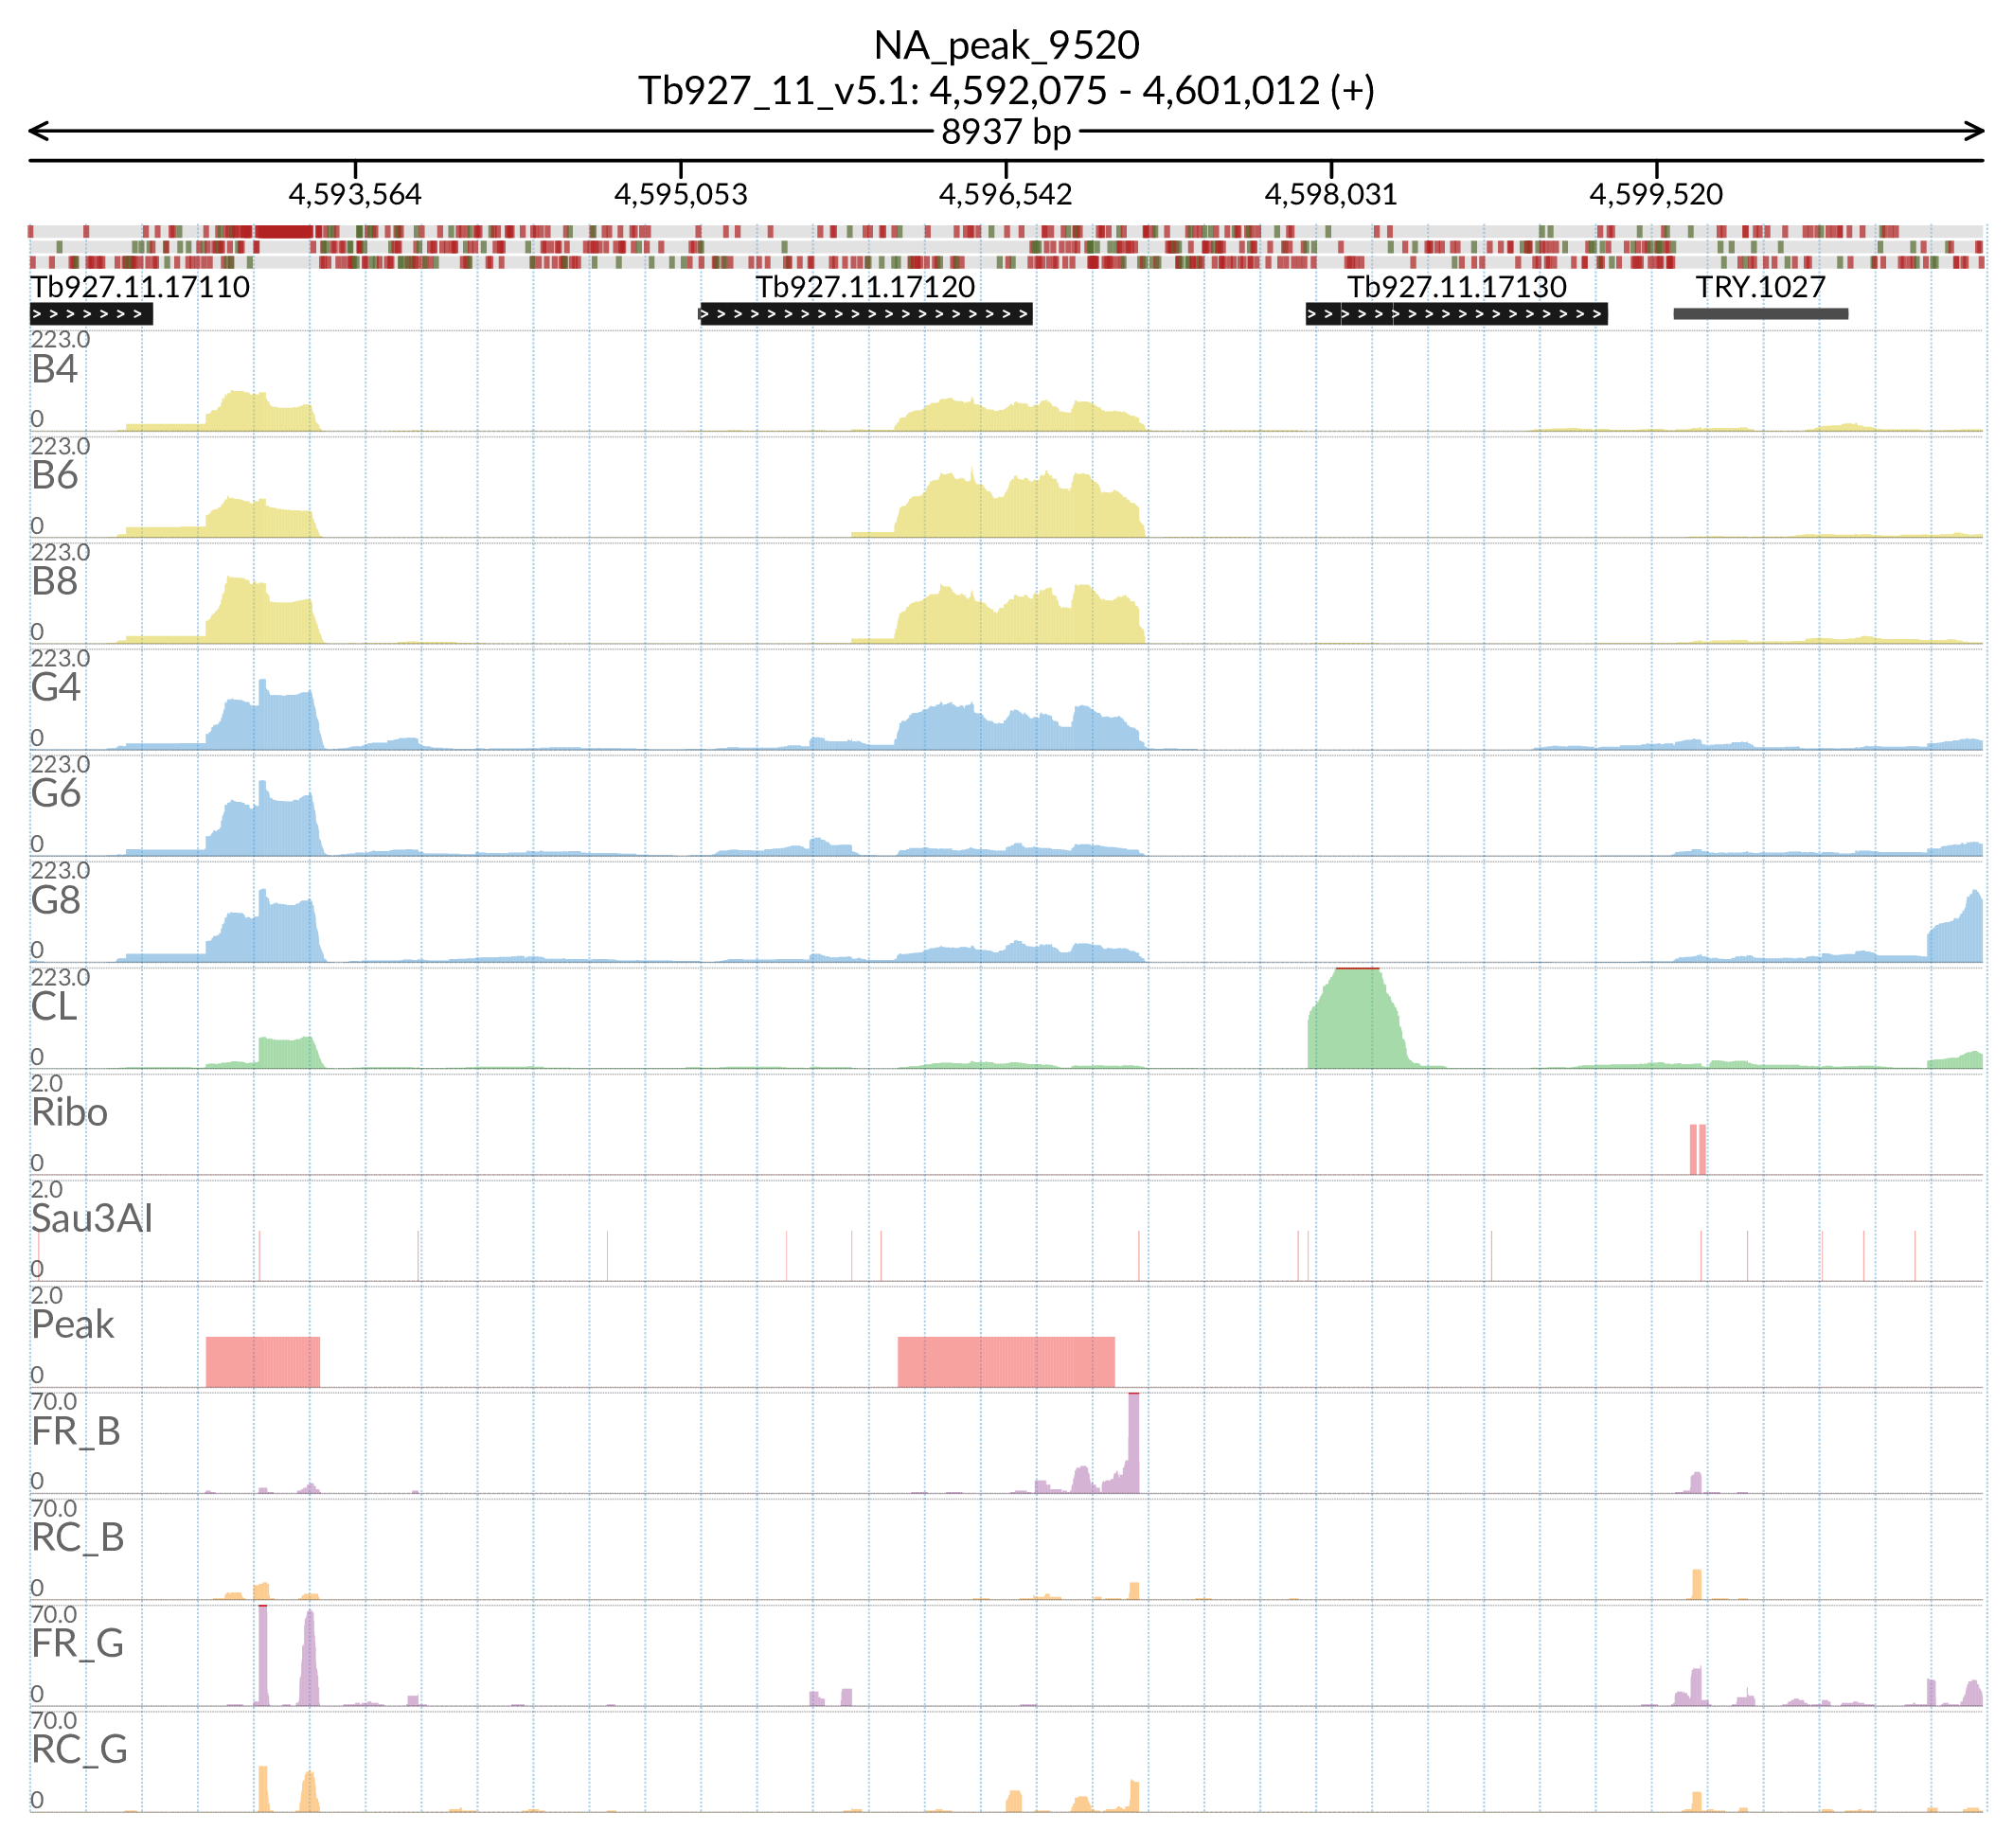 NA_peak_9520
Tb927_11_v5.1: 4,592,075 - 4,601,012 (+)
8937 bp
4,593,564 4,595,053 4,596,542 4,598,031 4,599,520
Tb927.11.17110 Tb927.11.17120 Tb927.11.17130 TRY.1027
223.0
B4
0
223.0
B6
0
223.0
B8
0
223.0
G4
0
223.0
G6
0
223.0
G8
0
223.0
CL
0
2.0
Ribo
0
2.0
Sau3AI
0
2.0
Peak
0
70.0
FR_B
0
70.0
RC_B
0
70.0
FR_G
0
70.0
RC_G
0